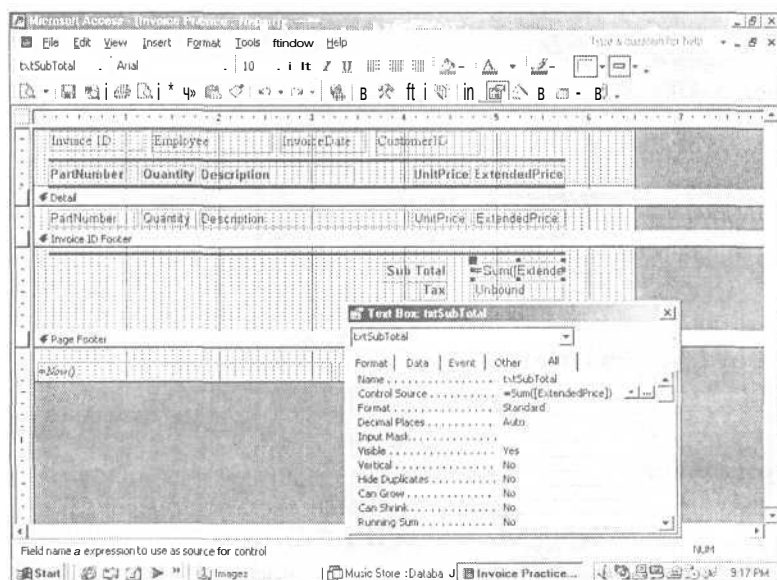 Microsoft Access - [Invoice Practice : Report]
File Edit View Insert Format Tools ftindow Help Type a question for help
txtSubTotal Arial 10
Invoice ID Employee InvoiceDate CustomerID
PartNumber Quantity Description UnitPrice ExtendedPrice
Detail
PartNumber Quantity Description UnitPrice ExtendedPrice
Invoice ID Footer
Sub Total =Sum([Extende
Tax Unbound
Page Footer
=Now()
Text Box: txtSubTotal
txtSubTotal
Format Data Event Other All
Name . . . . . . . . . . . . . . . . txtSubTotal
Control Source . . . . . . . . . . =Sum([ExtendedPrice])
Format . . . . . . . . . . . . . . . Standard
Decimal Places . . . . . . . . . . Auto
Input Mask . . . . . . . . . . . .
Visible . . . . . . . . . . . . . . . Yes
Vertical . . . . . . . . . . . . . . No
Hide Duplicates . . . . . . . . . No
Can Grow . . . . . . . . . . . . . No
Can Shrink . . . . . . . . . . . . No
Running Sum . . . . . . . . . . . No
Field name a expression to use as source for control NUM
Start Images Music Store : Databa Invoice Practice... 9:17 PM